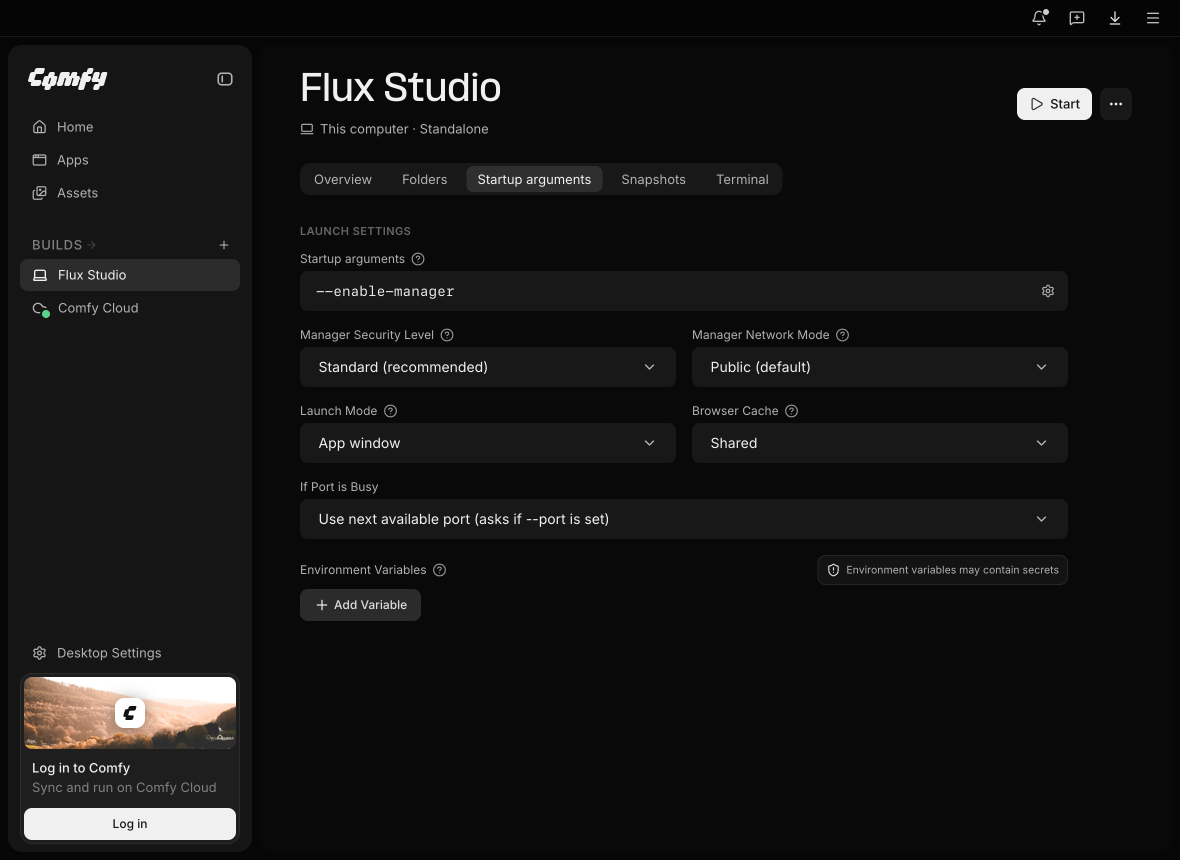 Comfy
Home
Apps
Assets
BUILDS
Flux Studio
Comfy Cloud
Desktop Settings
Log in to Comfy
Sync and run on Comfy Cloud
Log in
Flux Studio
This computer · Standalone
Start
Overview
Folders
Startup arguments
Snapshots
Terminal
LAUNCH SETTINGS
Startup arguments
--enable-manager
Manager Security Level
Standard (recommended)
Manager Network Mode
Public (default)
Launch Mode
App window
Browser Cache
Shared
If Port is Busy
Use next available port (asks if --port is set)
Environment Variables
Environment variables may contain secrets
Add Variable